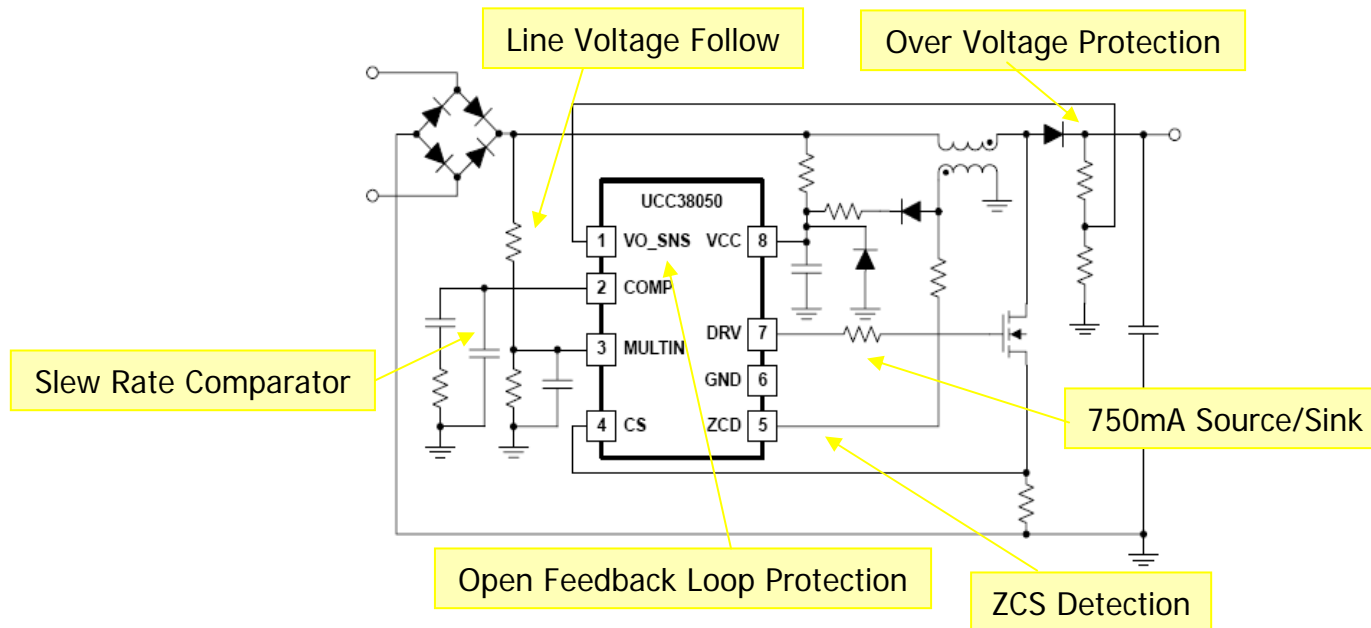 Line Voltage Follow
Over Voltage Protection
UCC38050
1 VO_SNS VCC 8
2 COMP
DRV 7
3 MULTIN
GND 6
4 CS ZCD 5
Slew Rate Comparator
750mA Source/Sink
Open Feedback Loop Protection
ZCS Detection